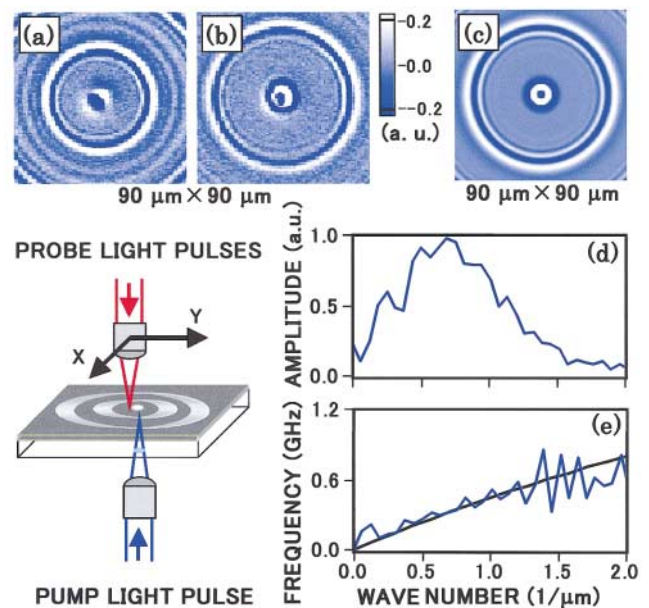 (a)
(b)
0.2
0.0
-0.2
(a. u.)
(c)
90 μm×90 μm
90 μm×90 μm
PROBE LIGHT PULSES
Y
X
PUMP LIGHT PULSE
AMPLITUDE (a.u.)
1.0
0.5
0.0
(d)
FREQUENCY (GHz)
1.2
0.6
0.0
(e)
0.0 0.5 1.0 1.5 2.0
WAVE NUMBER (1/μm)